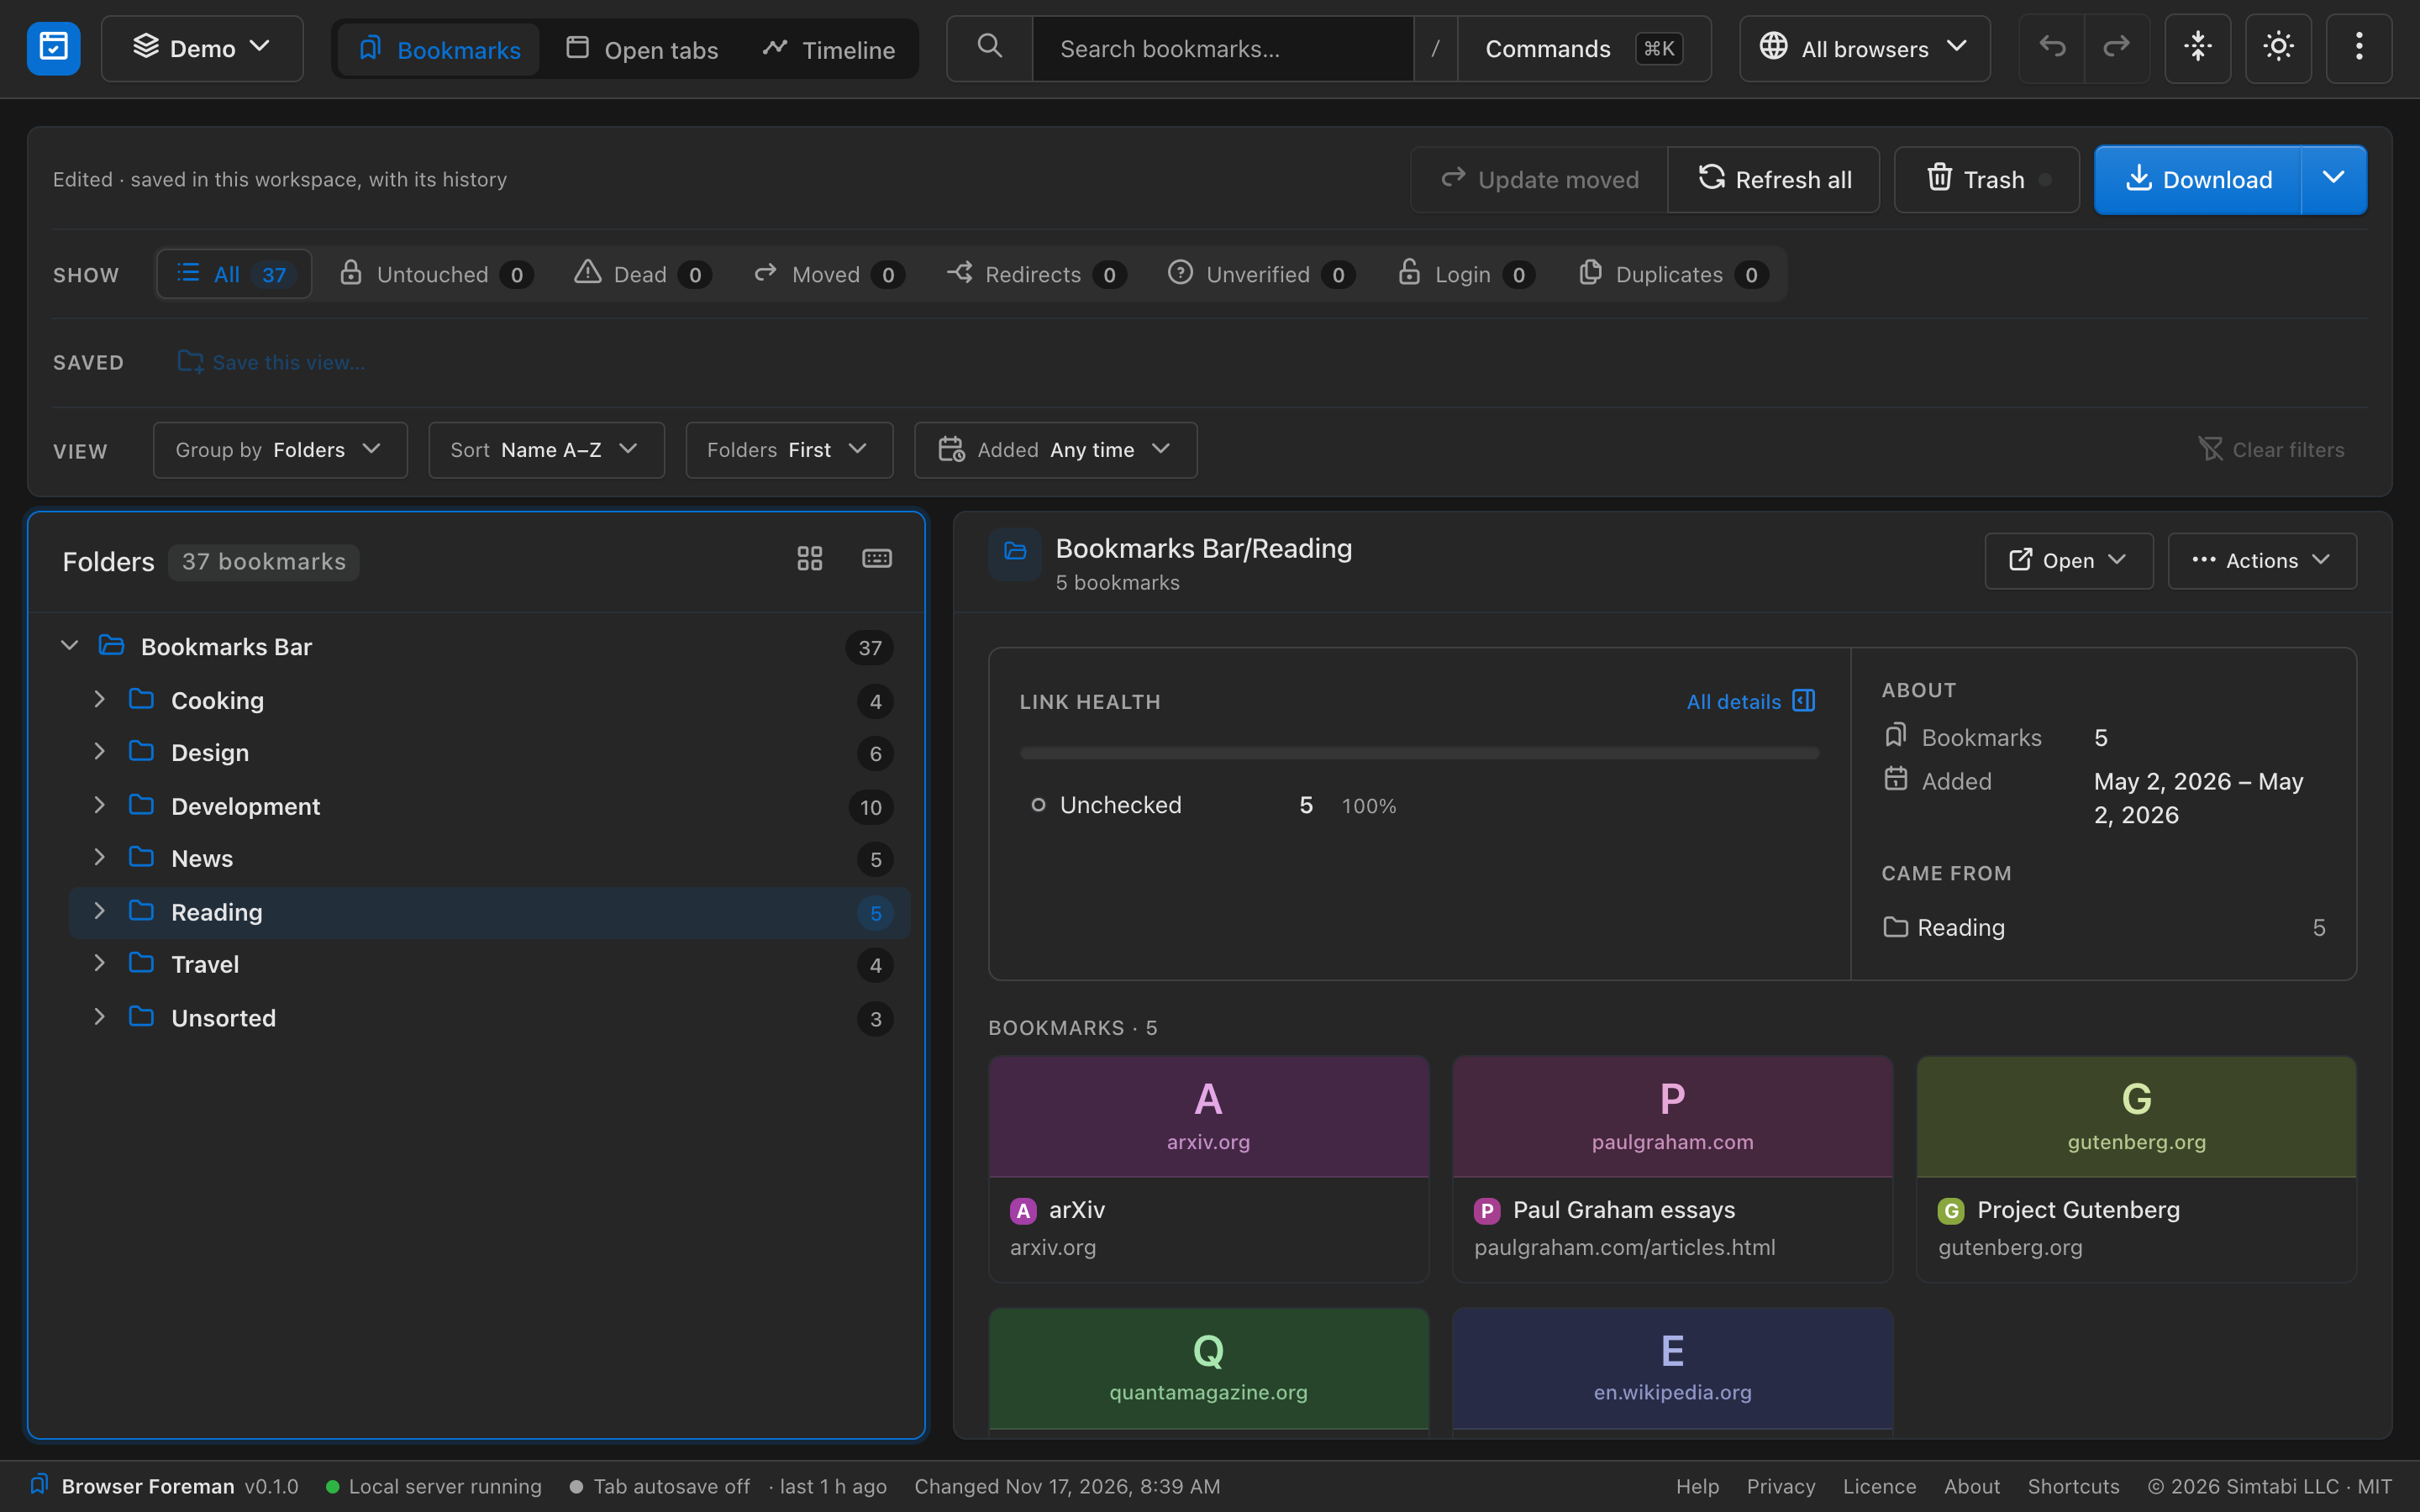 Demo
Bookmarks
Open tabs
Timeline
Search bookmarks...
/
Commands ⌘K
All browsers
Edited · saved in this workspace, with its history
Update moved
Refresh all
Trash
Download
SHOW
All 37
Untouched 0
Dead 0
Moved 0
Redirects 0
Unverified 0
Login 0
Duplicates 0
SAVED
Save this view...
VIEW
Group by Folders
Sort Name A–Z
Folders First
Added Any time
Clear filters
Folders 37 bookmarks
Bookmarks Bar 37
Cooking 4
Design 6
Development 10
News 5
Reading 5
Travel 4
Unsorted 3
Bookmarks Bar/Reading
5 bookmarks
Open
Actions
LINK HEALTH
All details
Unchecked 5 100%
ABOUT
Bookmarks 5
Added May 2, 2026 – May
2, 2026
CAME FROM
Reading 5
BOOKMARKS · 5
A
arxiv.org
A arXiv
arxiv.org
P
paulgraham.com
P Paul Graham essays
paulgraham.com/articles.html
G
gutenberg.org
G Project Gutenberg
gutenberg.org
Q
quantamagazine.org
E
en.wikipedia.org
Browser Foreman v0.1.0
Local server running
Tab autosave off · last 1 h ago
Changed Nov 17, 2026, 8:39 AM
Help
Privacy
Licence
About
Shortcuts
© 2026 Simtabi LLC · MIT